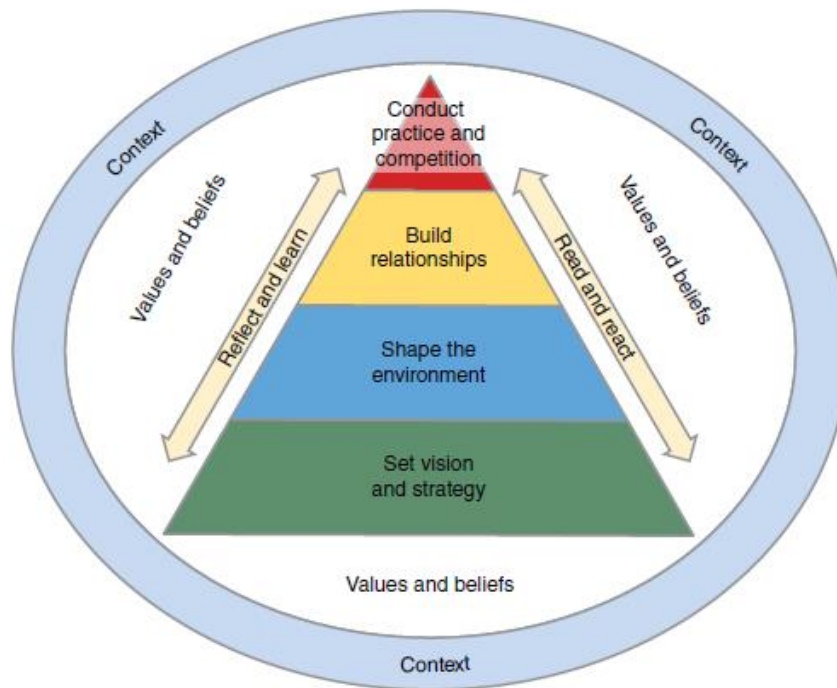 Context
Context
Conduct
practice and
competition
Values and beliefs
Values and beliefs
Reflect and learn
Read and react
Build
relationships
Shape the
environment
Set vision
and strategy
Values and beliefs
Context